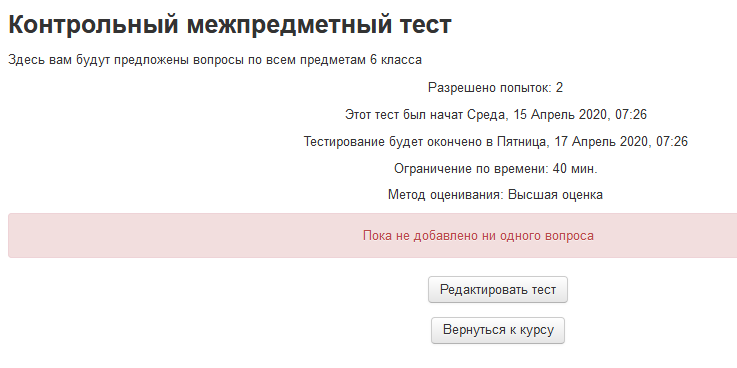 Контрольный межпредметный тест
Здесь вам будут предложены вопросы по всем предметам 6 класса
Разрешено попыток: 2
Этот тест был начат Среда, 15 Апрель 2020, 07:26
Тестирование будет окончено в Пятница, 17 Апрель 2020, 07:26
Ограничение по времени: 40 мин.
Метод оценивания: Высшая оценка
Пока не добавлено ни одного вопроса
Редактировать тест
Вернуться к курсу